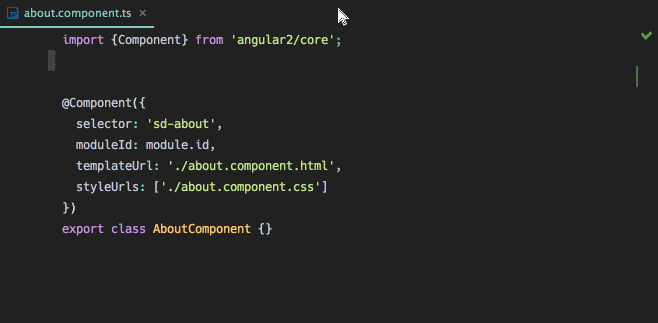 about.component.ts ×
import {Component} from 'angular2/core';
@Component({
selector: 'sd-about',
moduleId: module.id,
templateUrl: './about.component.html',
styleUrls: ['./about.component.css']
})
export class AboutComponent {}